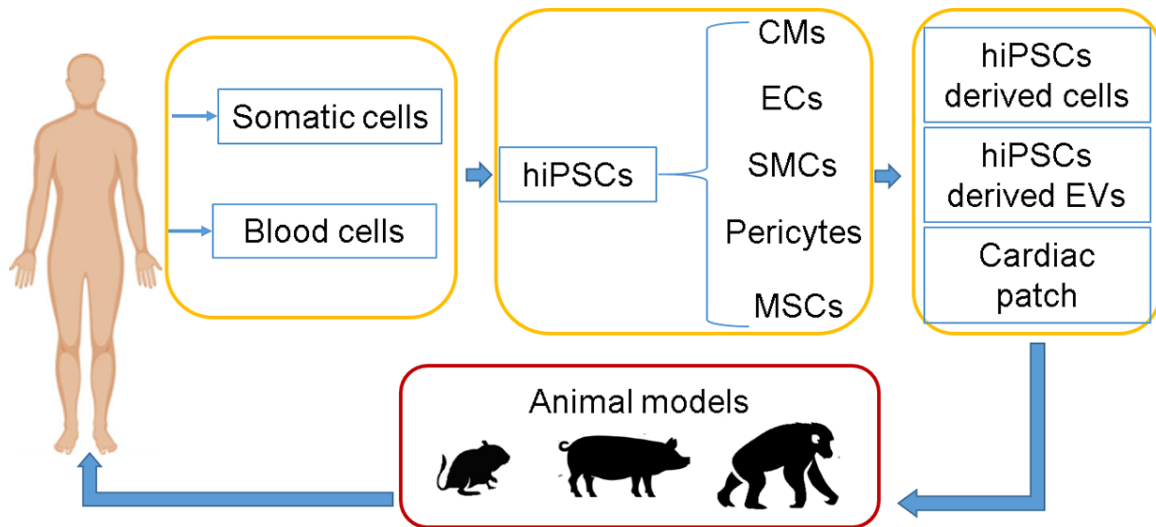 Somatic cells
Blood cells
hiPSCs
CMs
ECs
SMCs
Pericytes
MSCs
hiPSCs
derived cells
hiPSCs
derived EVs
Cardiac
patch
Animal models